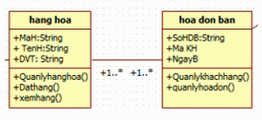 hang hoa
+MaH:String
+ TenH:String
+DVT: String
+Quanlyhanghoa()
+Dathang()
+xemhang()
+1..*
+1..*
hoa don ban
+SoHDB:String
+Ma KH
+NgayB
+Quanlykhachhang()
+quanlyhoadon()